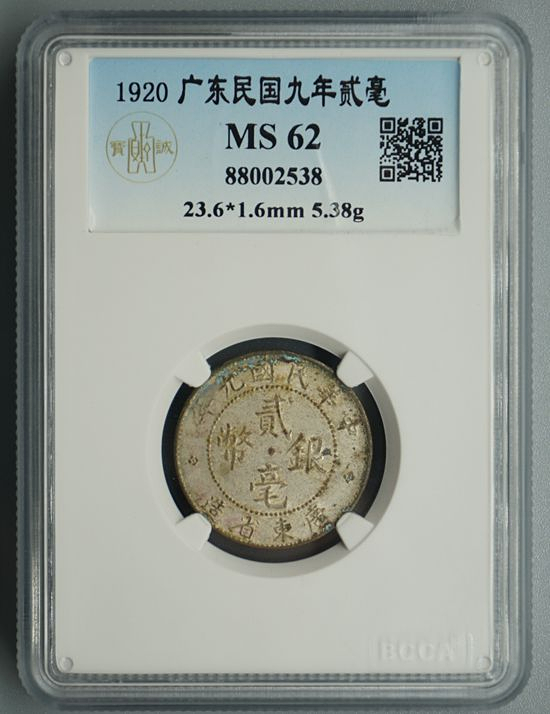 1920 广东民国九年贰毫
MS 62
寶 誠
88002538
23.6*1.6mm 5.38g
年九國民華中
貳毫
銀幣
造省東廣
BCCA